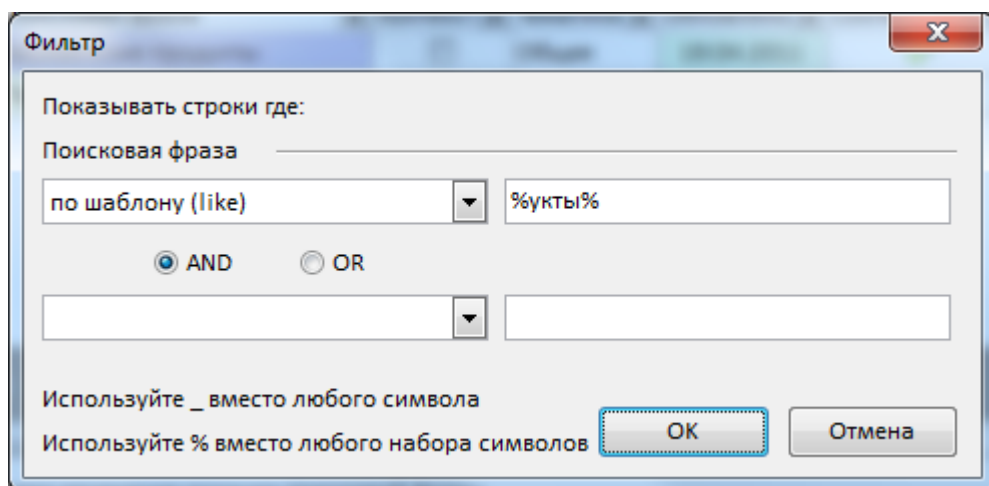 Фильтр
Показывать строки где:
Поисковая фраза
по шаблону (like) %укты%
AND OR
Используйте _ вместо любого символа
Используйте % вместо любого набора символов
OK Отмена